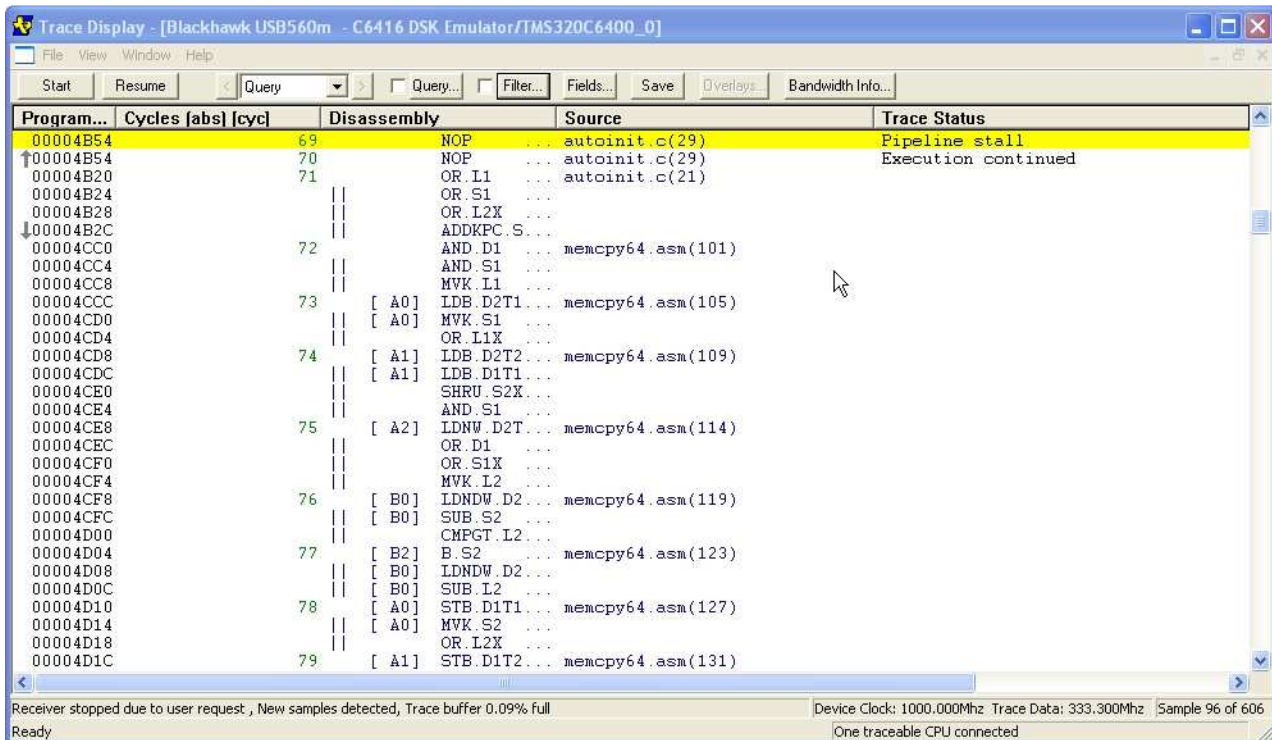 Trace Display - [Blackhawk USB560m - C6416 DSK Emulator/TMS320C6400_0]
File View Window Help
Start Resume < Query > Query... Filter... Fields... Save Overlays... Bandwidth Info...
Program... Cycles [abs] [cyc] Disassembly Source Trace Status
00004B54 69 NOP ... autoinit.c(29) Pipeline stall
00004B54 70 NOP ... autoinit.c(29) Execution continued
00004B20 71 OR.L1 ... autoinit.c(21)
00004B24 || OR.S1 ...
00004B28 || OR.L2X ...
00004B2C || ADDKPC.S...
00004CC0 72 AND.D1 ... memcpy64.asm(101)
00004CC4 || AND.S1 ...
00004CC8 || MVK.L1 ...
00004CCC 73 [ A0] LDB.D2T1... memcpy64.asm(105)
00004CD0 || [ A0] MVK.S1 ...
00004CD4 || OR.L1X ...
00004CD8 74 [ A1] LDB.D2T2... memcpy64.asm(109)
00004CDC || [ A1] LDB.D1T1...
00004CE0 || SHRU.S2X...
00004CE4 || AND.S1 ...
00004CE8 75 [ A2] LDNW.D2T... memcpy64.asm(114)
00004CEC || OR.D1 ...
00004CF0 || OR.S1X ...
00004CF4 || MVK.L2 ...
00004CF8 76 [ B0] LDNDW.D2... memcpy64.asm(119)
00004CFC || [ B0] SUB.S2 ...
00004D00 || CMPGT.L2...
00004D04 77 [ B2] B.S2 ... memcpy64.asm(123)
00004D08 || [ B0] LDNDW.D2...
00004D0C || [ B0] SUB.L2 ...
00004D10 78 [ A0] STB.D1T1... memcpy64.asm(127)
00004D14 || [ A0] MVK.S2 ...
00004D18 || OR.L2X ...
00004D1C 79 [ A1] STB.D1T2... memcpy64.asm(131)
Receiver stopped due to user request , New samples detected, Trace buffer 0.09% full Device Clock: 1000.000Mhz Trace Data: 333.300Mhz Sample 96 of 606
Ready One traceable CPU connected